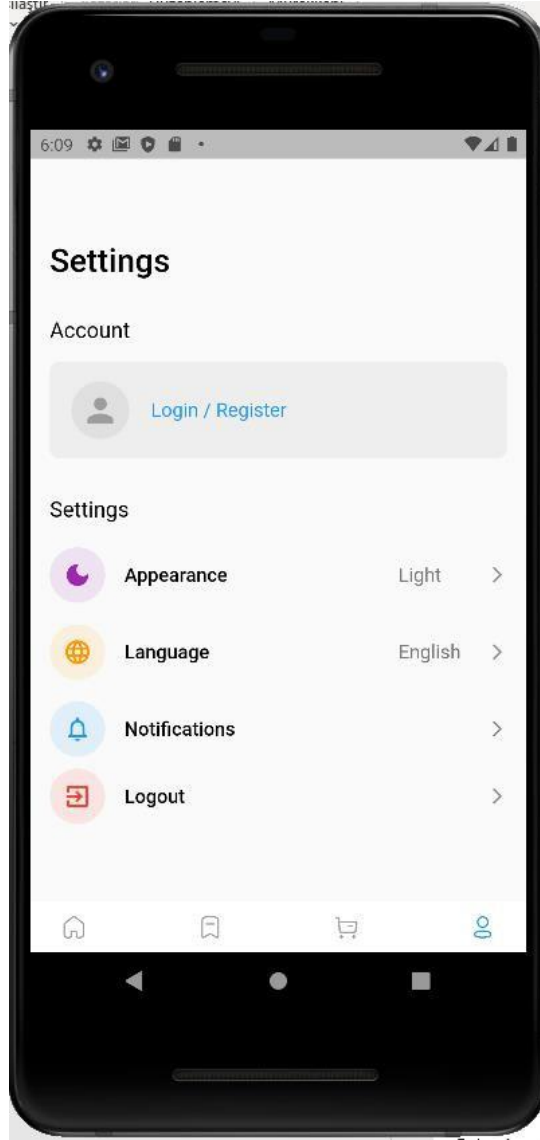 6:09
Settings
Account
Login / Register
Settings
Appearance Light
Language English
Notifications
Logout